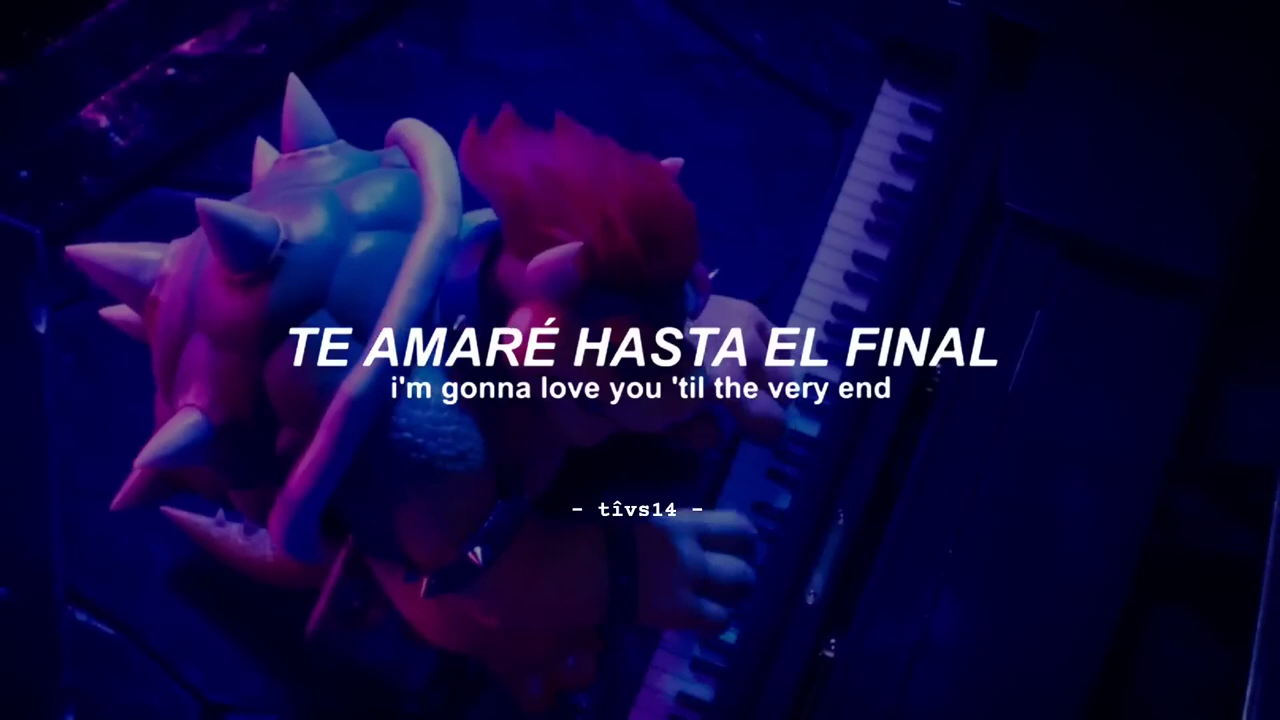 TE AMARÉ HASTA EL FINAL
i'm gonna love you 'til the very end
- tîvs14 -